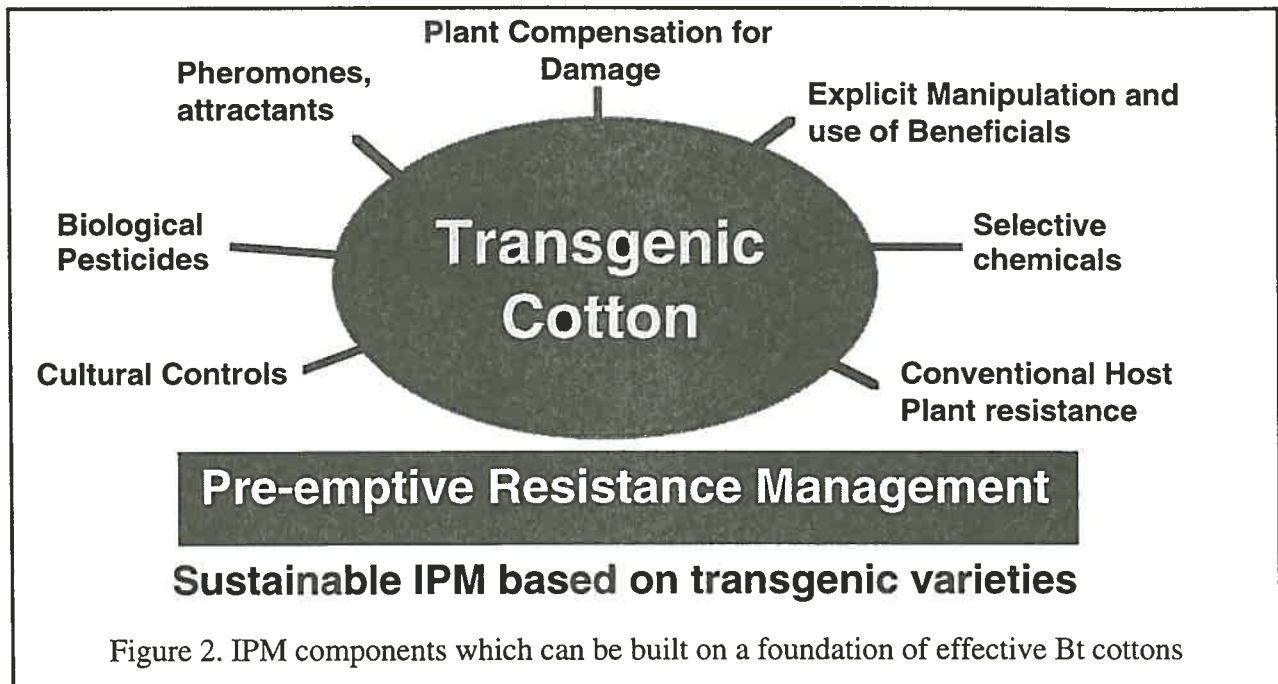 Plant Compensation for
Damage
Pheromones,
attractants
Explicit Manipulation and
use of Beneficials
Biological
Pesticides
Transgenic
Cotton
Selective
chemicals
Cultural Controls
Conventional Host
Plant resistance
Pre-emptive Resistance Management
Sustainable IPM based on transgenic varieties
Figure 2. IPM components which can be built on a foundation of effective Bt cottons